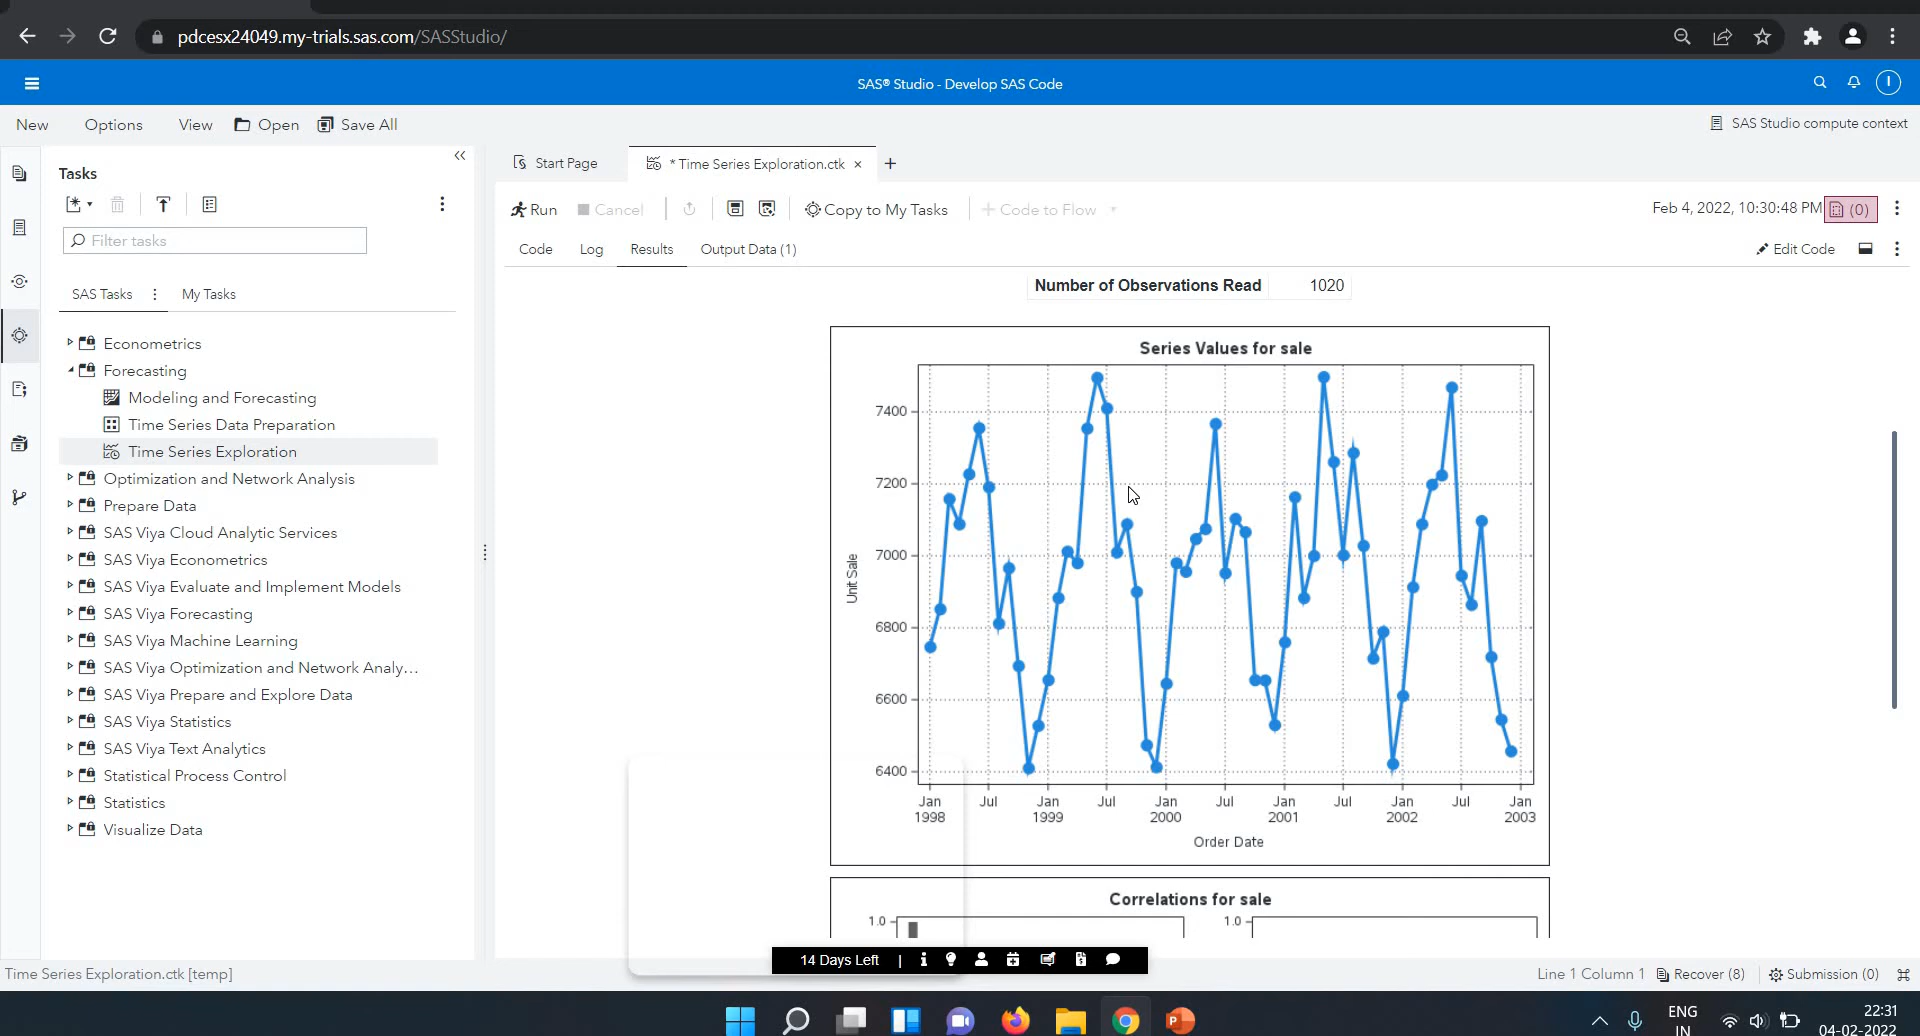 pdcesx24049.my-trials.sas.com/SASStudio/
SAS® Studio - Develop SAS Code
I
New Options View Open Save All
SAS Studio compute context
Tasks
Filter tasks
SAS Tasks My Tasks
Econometrics
Forecasting
Modeling and Forecasting
Time Series Data Preparation
Time Series Exploration
Optimization and Network Analysis
Prepare Data
SAS Viya Cloud Analytic Services
SAS Viya Econometrics
SAS Viya Evaluate and Implement Models
SAS Viya Forecasting
SAS Viya Machine Learning
SAS Viya Optimization and Network Analy...
SAS Viya Prepare and Explore Data
SAS Viya Statistics
SAS Viya Text Analytics
Statistical Process Control
Statistics
Visualize Data
Start Page * Time Series Exploration.ctk × +
Run Cancel Copy to My Tasks + Code to Flow
Feb 4, 2022, 10:30:48 PM (0)
Code Log Results Output Data (1)
Edit Code
Number of Observations Read 1020
Series Values for sale
7400
7200
7000
6800
6600
6400
Unit Sale
Jan Jul Jan Jul Jan Jul Jan Jul Jan Jul Jan
1998 1999 2000 2001 2002 2003
Order Date
Correlations for sale
1.0 1.0
14 Days Left |
Time Series Exploration.ctk [temp]
Line 1 Column 1 Recover (8) Submission (0)
ENG
IN
22:31
04-02-2022